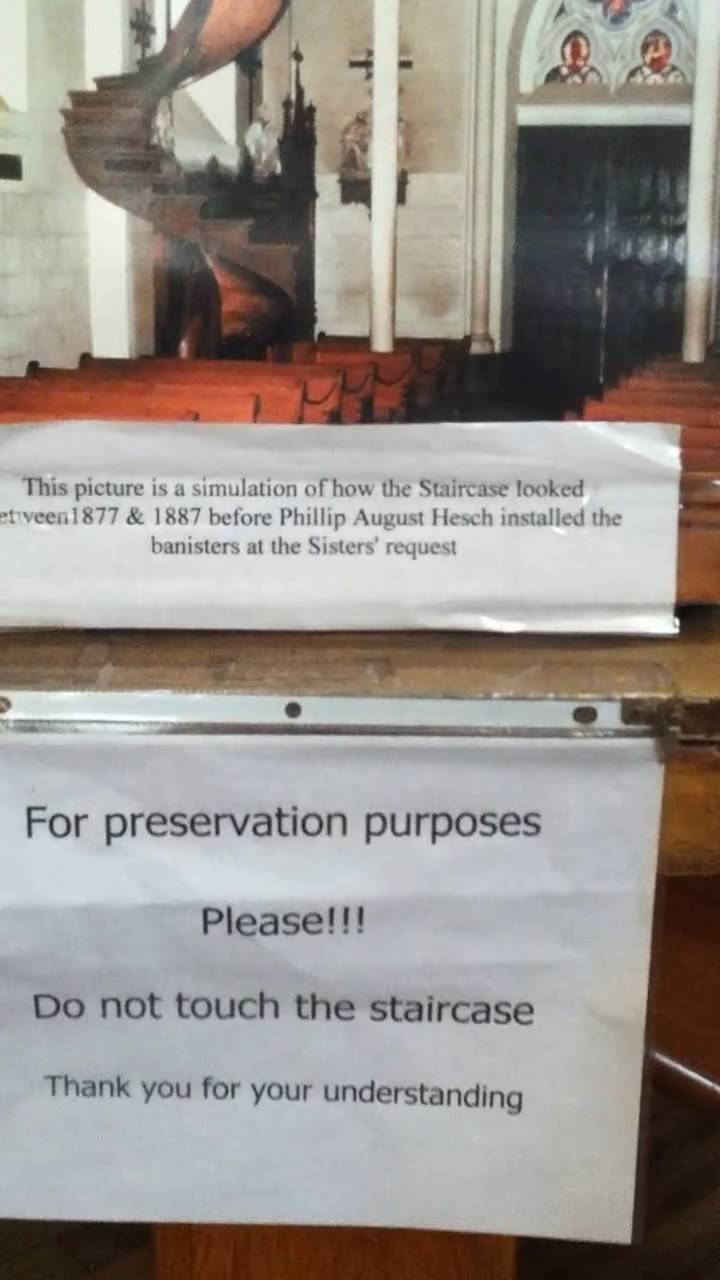 This picture is a simulation of how the Staircase looked
etween1877 & 1887 before Phillip August Hesch installed the
banisters at the Sisters' request
For preservation purposes
Please!!!
Do not touch the staircase
Thank you for your understanding